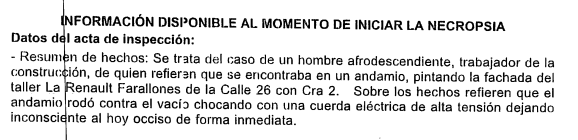 INFORMACIÓN DISPONIBLE AL MOMENTO DE INICIAR LA NECROPSIA
Datos del acta de inspección:
- Resumen de hechos: Se trata del caso de un hombre afrodescendiente, trabajador de la
construcción, de quien refieren que se encontraba en un andamio, pintando la fachada del
taller La Renault Farallones de la Calle 26 con Cra 2. Sobre los hechos refieren que el
andamio rodó contra el vacío chocando con una cuerda eléctrica de alta tensión dejando
inconsciente al hoy occiso de forma inmediata.